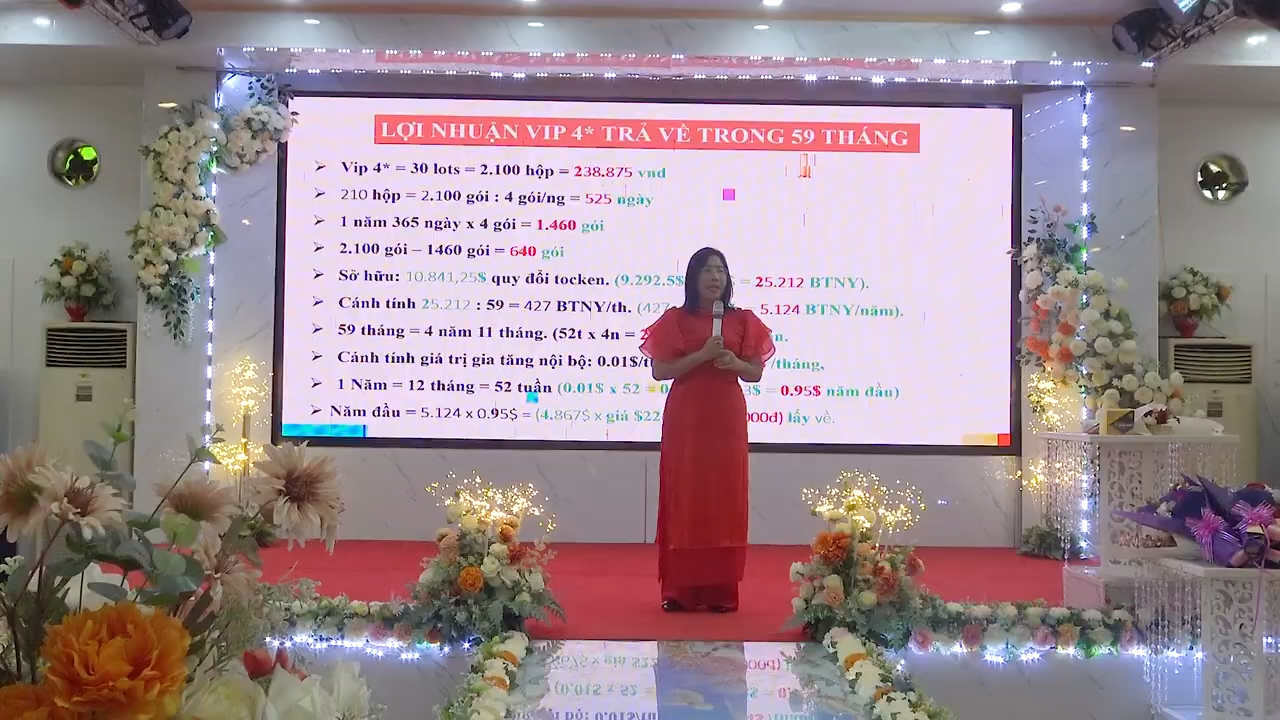 LỢI NHUẬN VIP 4* TRẢ VỀ TRONG 59 THÁNG
➢ Vip 4* = 30 lots = 2.100 hộp = 238.875 vnd
➢ 210 hộp = 2.100 gói : 4 gói/ng = 525 ngày
➢ 1 năm 365 ngày x 4 gói = 1.460 gói
➢ 2.100 gói – 1460 gói = 640 gói
➢ Sỡ hữu: 10.841,25$ quy đổi tocken. (9.292.5$ = 25.212 BTNY).
➢ Cánh tính 25.212 : 59 = 427 BTNY/th. (427 5.124 BTNY/năm).
➢ 59 tháng = 4 năm 11 tháng. (52t x 4n =
➢ Cánh tính giá trị gia tăng nội bộ: 0.01$/t /tháng,
➢ 1 Năm = 12 tháng = 52 tuần (0.01$ x 52 = $ = 0.95$ năm đầu)
➢ Năm đầu = 5.124 x 0.95$ = (4.867$ x giá $22 000đ) lấy về.